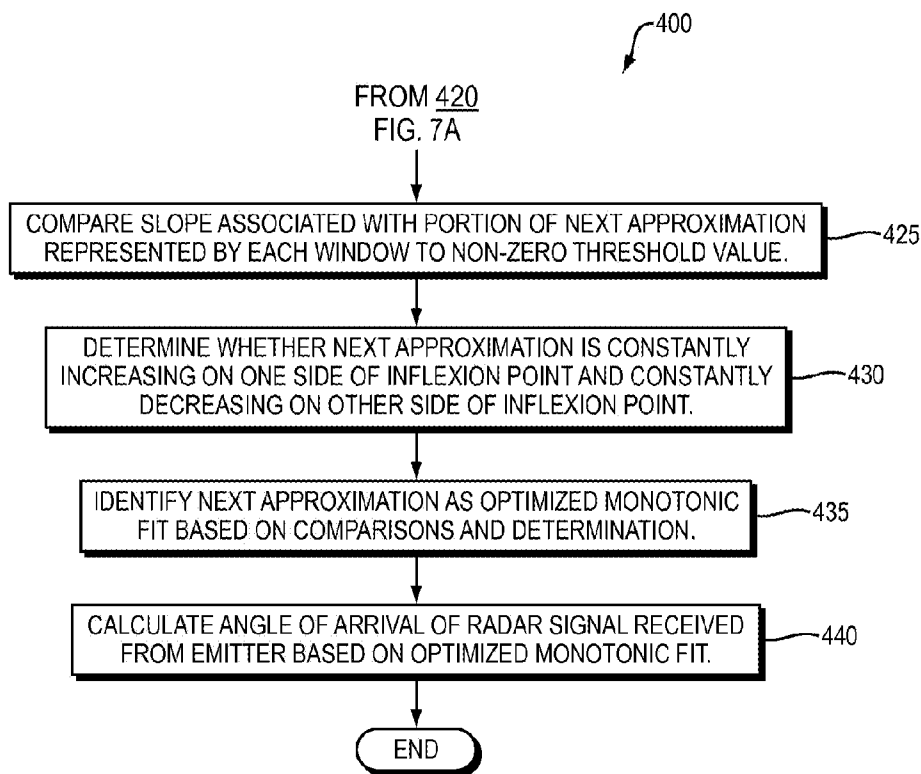 400
FROM 420
FIG. 7A
COMPARE SLOPE ASSOCIATED WITH PORTION OF NEXT APPROXIMATION
REPRESENTED BY EACH WINDOW TO NON-ZERO THRESHOLD VALUE.
425
DETERMINE WHETHER NEXT APPROXIMATION IS CONSTANTLY
INCREASING ON ONE SIDE OF INFLEXION POINT AND CONSTANTLY
DECREASING ON OTHER SIDE OF INFLEXION POINT.
430
IDENTIFY NEXT APPROXIMATION AS OPTIMIZED MONOTONIC
FIT BASED ON COMPARISONS AND DETERMINATION.
435
CALCULATE ANGLE OF ARRIVAL OF RADAR SIGNAL RECEIVED
FROM EMITTER BASED ON OPTIMIZED MONOTONIC FIT.
440
END